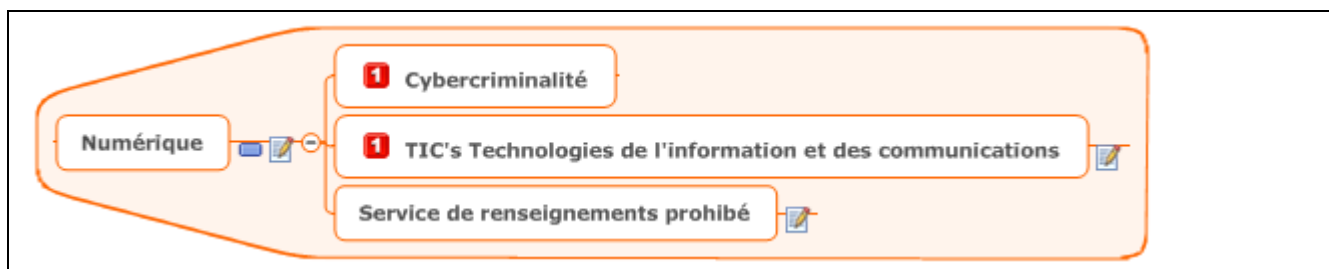 1 Cybercriminalité
Numérique
1 TIC's Technologies de l'information et des communications
Service de renseignements prohibé